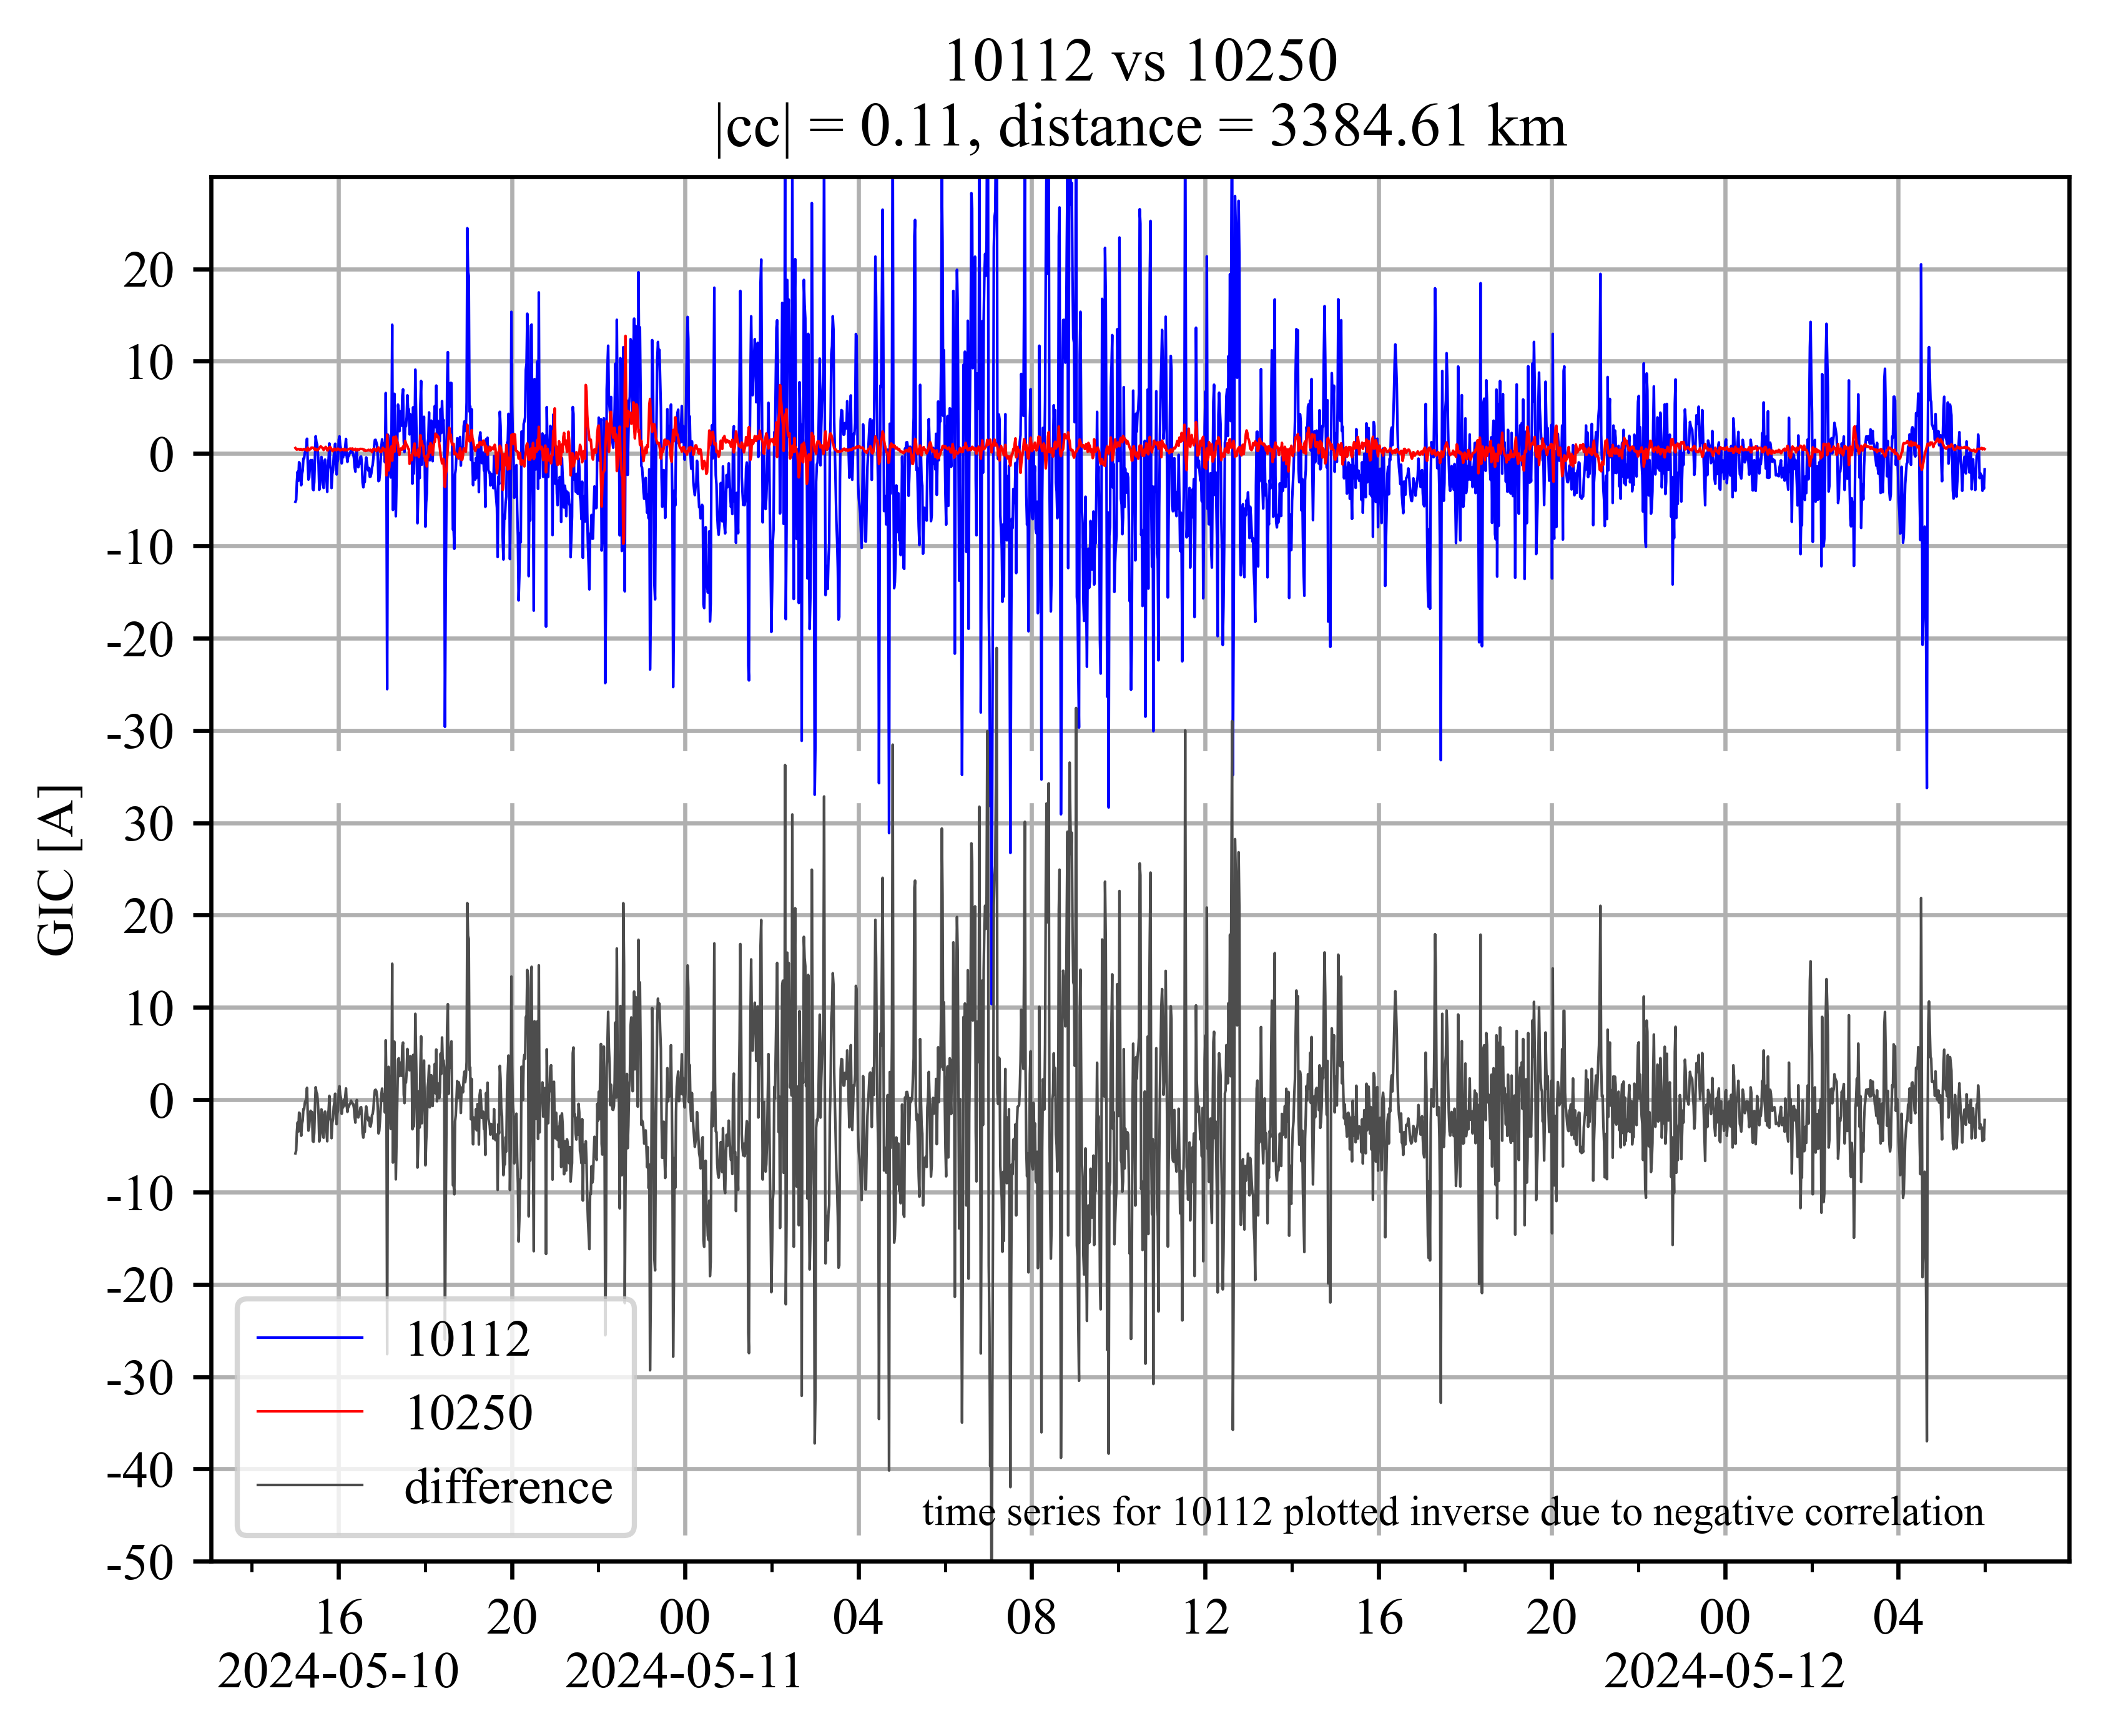 10112 vs 10250
|cc| = 0.11, distance = 3384.61 km
GIC [A]
20
10
0
-10
-20
-30
30
20
10
0
-10
-20
-30
-40
-50
10112
10250
difference
time series for 10112 plotted inverse due to negative correlation
16 20 00 04 08 12 16 20 00 04
2024-05-10 2024-05-11 2024-05-12